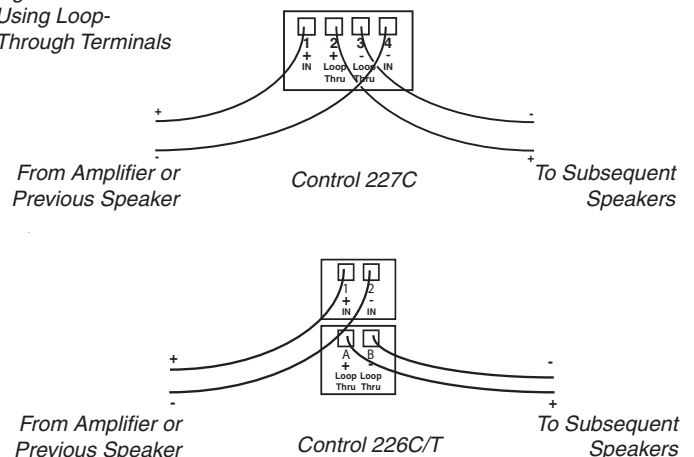 Using Loop-
Through Terminals
1 2 3 4
+ + - -
IN Loop Loop IN
Thru Thru
+ -
- +
From Amplifier or
Previous Speaker
Control 227C
To Subsequent
Speakers
1 2
+ -
IN IN
A B
+ -
Loop Loop
Thru Thru
+ -
- +
From Amplifier or
Previous Speaker
Control 226C/T
To Subsequent
Speakers